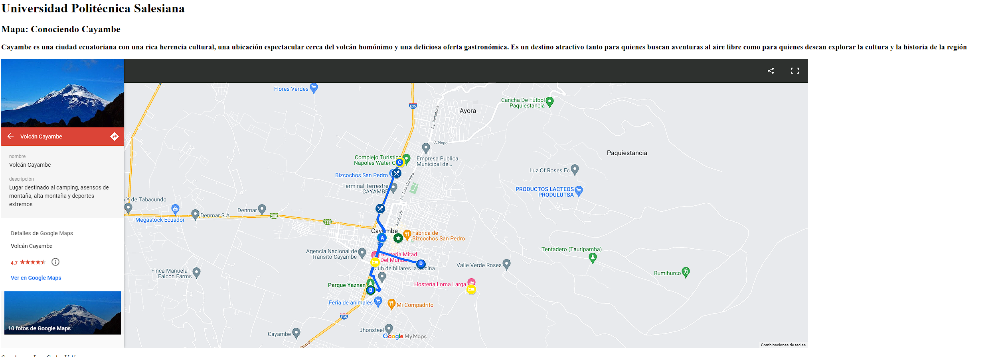 Universidad Politécnica Salesiana
Mapa: Conociendo Cayambe
Cayambe es una ciudad ecuatoriana con una rica herencia cultural, una ubicación espectacular cerca del volcán homónimo y una deliciosa oferta gastronómica. Es un destino atractivo tanto para quienes buscan aventuras al aire libre como para quienes desean explorar la cultura y la historia de la región
Volcán Cayambe
nombre
Volcán Cayambe
descripción
Lugar destinado al camping, asensos de
montaña, alta montaña y deportes
extremos
Detalles de Google Maps
Volcán Cayambe
4.7
Ver en Google Maps
10 fotos de Google Maps
Flores Verdes
E35
Av. Pichincha
Ayora
Cancha De Fútbol
Paquiestancia
C. Napo
Paquiestancia
Complejo Turistico
Napoles Water
C
Empresa Publica
Municipal de...
Bizcochos San Pedro
Av. Luis Cordero
Luz Of Roses Ec
Terminal Terrestre
CAYAMBE
PRODUCTOS LACTEOS
PRODULUTSA
Y de Tabacundo
Denmar
Denmar S.A
Megastock Ecuador
28B
28B
Ascázubi
Cayambe
A
Fábrica de
Bizcochos San Pedro
Agencia Nacional de
Tránsito Cayambe
Hosteria Mitad
Del Mundo
D
Tentadero (Tauripamba)
Valle Verde Roses
Club de billares la oficina
Finca Manuela -
Falcon Farms
Rumihurco
Parque Yaznan
B
Hostería Loma Larga
Feria de animales
Mi Compadrito
E35
Jhonsteel
Cayambe
Google My Maps
Sierra
Combinaciones de teclas